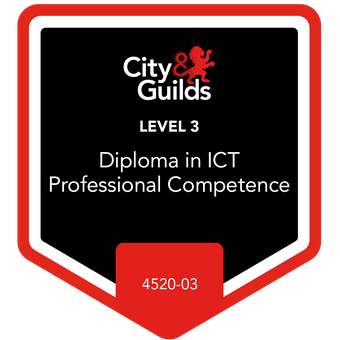 City&
Guilds
LEVEL 3
Diploma in ICT
Professional Competence
4520-03